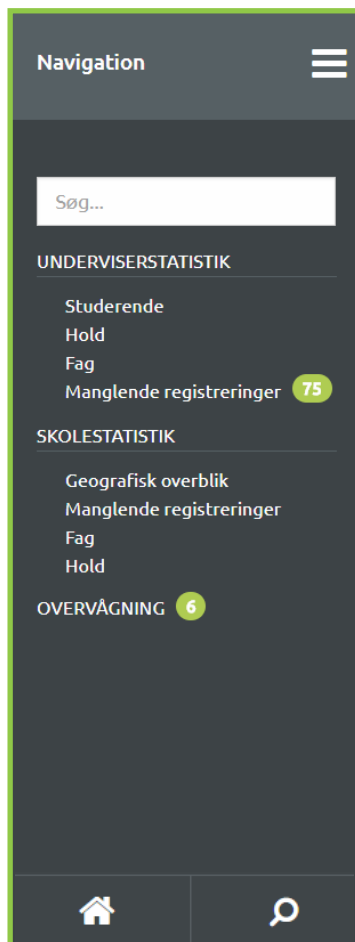 Navigation
Søg...
UNDERVISERSTATISTIK
Studerende
Hold
Fag
Manglende registreringer 75
SKOLESTATISTIK
Geografisk overblik
Manglende registreringer
Fag
Hold
OVERVÅGNING 6